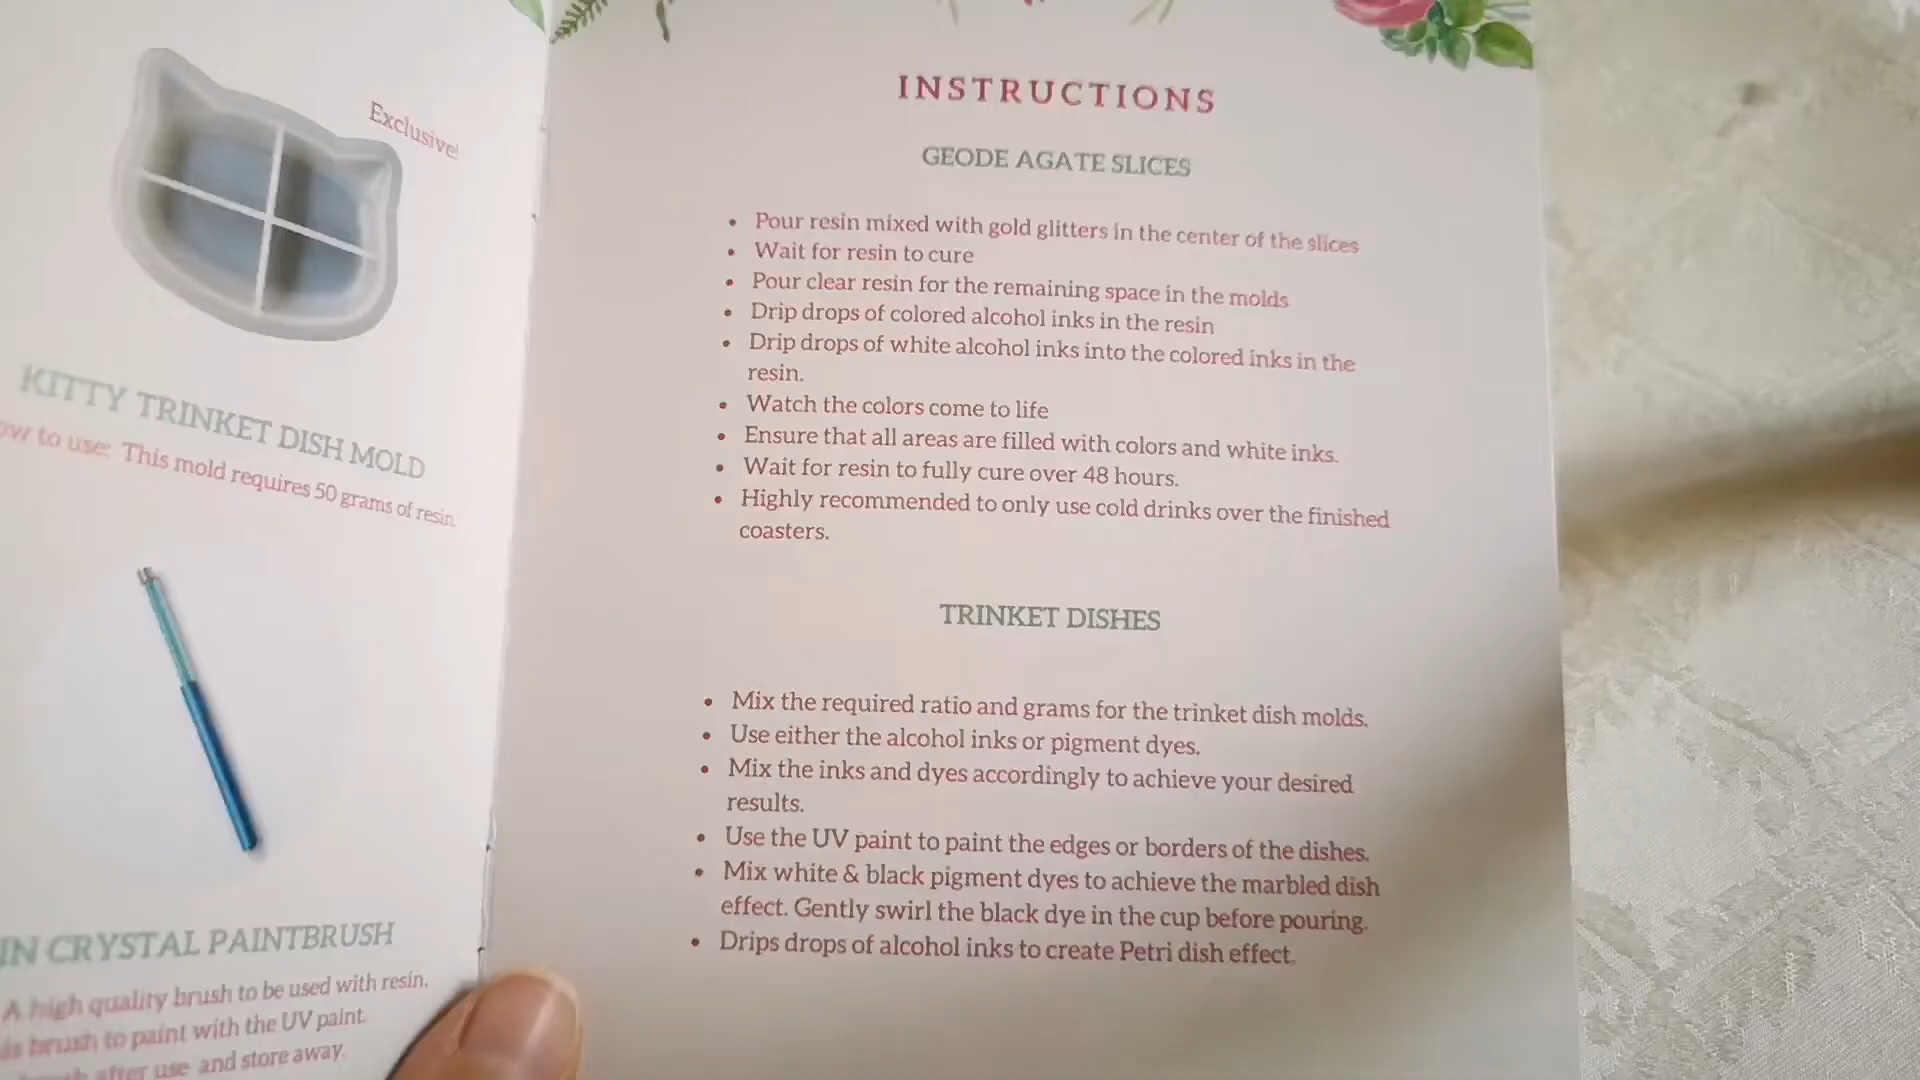 Exclusive!
KITTY TRINKET DISH MOLD
to use: This mold requires 50 grams of resin.
CRYSTAL PAINTBRUSH
A high quality brush to be used with resin.
brush to paint with the UV paint.
after use and store away.
INSTRUCTIONS
GEODE AGATE SLICES
• Pour resin mixed with gold glitters in the center of the slices
• Wait for resin to cure
• Pour clear resin for the remaining space in the molds
• Drip drops of colored alcohol inks in the resin
• Drip drops of white alcohol inks into the colored inks in the
resin.
• Watch the colors come to life
• Ensure that all areas are filled with colors and white inks.
• Wait for resin to fully cure over 48 hours.
• Highly recommended to only use cold drinks over the finished
coasters.
TRINKET DISHES
• Mix the required ratio and grams for the trinket dish molds.
• Use either the alcohol inks or pigment dyes.
• Mix the inks and dyes accordingly to achieve your desired
results.
• Use the UV paint to paint the edges or borders of the dishes.
• Mix white & black pigment dyes to achieve the marbled dish
effect. Gently swirl the black dye in the cup before pouring.
• Drips drops of alcohol inks to create Petri dish effect.